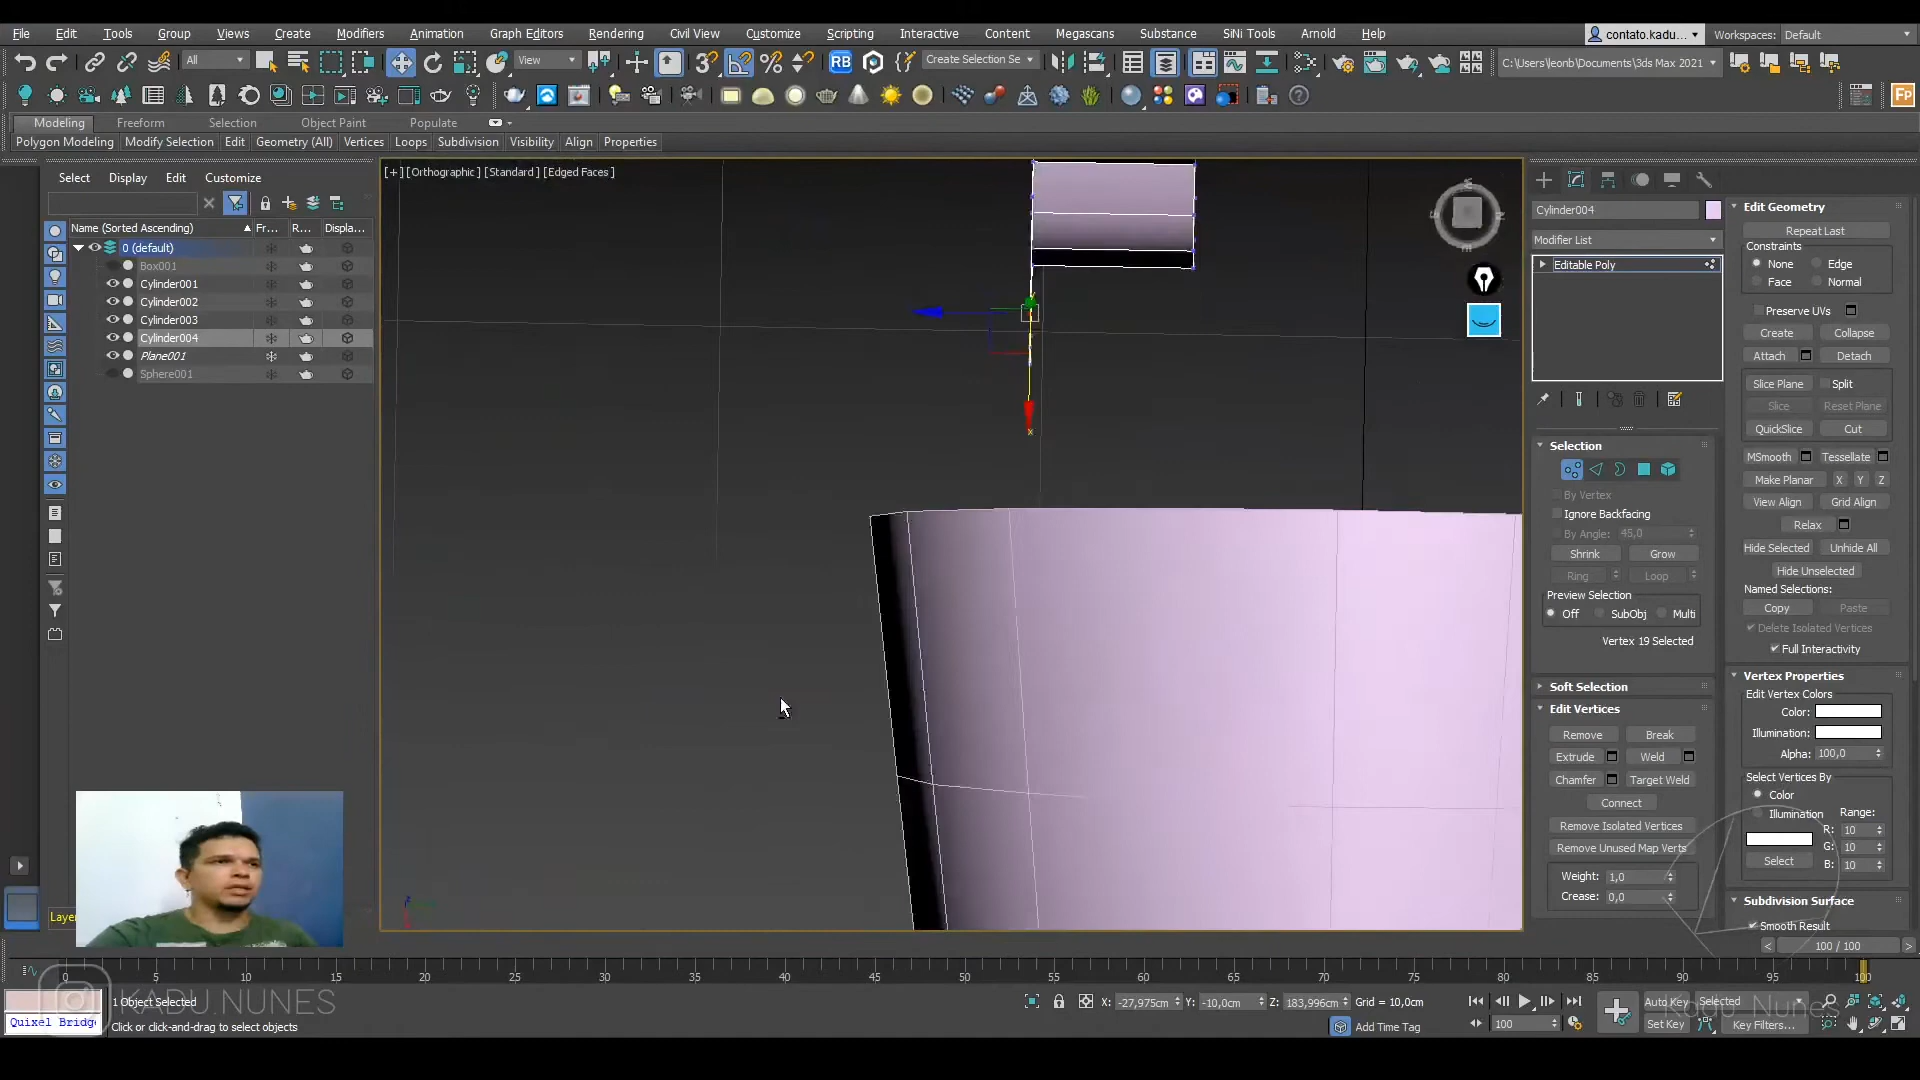 File Edit Tools Group Views Create Modifiers Animation Graph Editors Rendering Civil View Customize Scripting Interactive Content Megascans Substance SiNi Tools Arnold Help
contato.kadu... Workspaces: Default
All View Create Selection Se C:\Users\leonb\Documents\3ds Max 2021
Modeling Freeform Selection Object Paint Populate
Polygon Modeling Modify Selection Edit Geometry (All) Vertices Loops Subdivision Visibility Align Properties
Select Display Edit Customize
Name (Sorted Ascending) Fr... R... Displa...
0 (default)
Box001
Cylinder001
Cylinder002
Cylinder003
Cylinder004
Plane001
Sphere001
Layer
[+] [Orthographic] [Standard] [Edged Faces]
x
Cylinder004
Modifier List
Editable Poly
Selection
By Vertex
Ignore Backfacing
By Angle: 45,0
Shrink Grow
Ring Loop
Preview Selection
Off SubObj Multi
Vertex 19 Selected
Soft Selection
Edit Vertices
Remove Break
Extrude Weld
Chamfer Target Weld
Connect
Remove Isolated Vertices
Remove Unused Map Verts
Weight: 1,0
Crease: 0,0
Edit Geometry
Repeat Last
Constraints
None Edge
Face Normal
Preserve UVs
Create Collapse
Attach Detach
Slice Plane Split
Slice Reset Plane
QuickSlice Cut
MSmooth Tessellate
Make Planar X Y Z
View Align Grid Align
Relax
Hide Selected Unhide All
Hide Unselected
Named Selections:
Copy Paste
Delete Isolated Vertices
Full Interactivity
Vertex Properties
Edit Vertex Colors
Color:
Illumination:
Alpha: 100,0
Select Vertices By
Color
Illumination Range:
R: 10
G: 10
Select B: 10
Subdivision Surface
Smooth Result
< 100 / 100 >
0 5 10 15 20 25 30 35 40 45 50 55 60 65 70 75 80 85 90 95 100
KADU.NUNES
1 Object Selected
Quixel Bridge
Click or click-and-drag to select objects
X: -27,975cm Y: -10,0cm Z: 183,996cm Grid = 10,0cm
Add Time Tag
100
Auto Key Selected
Set Key Key Filters...
Kadu Nunes